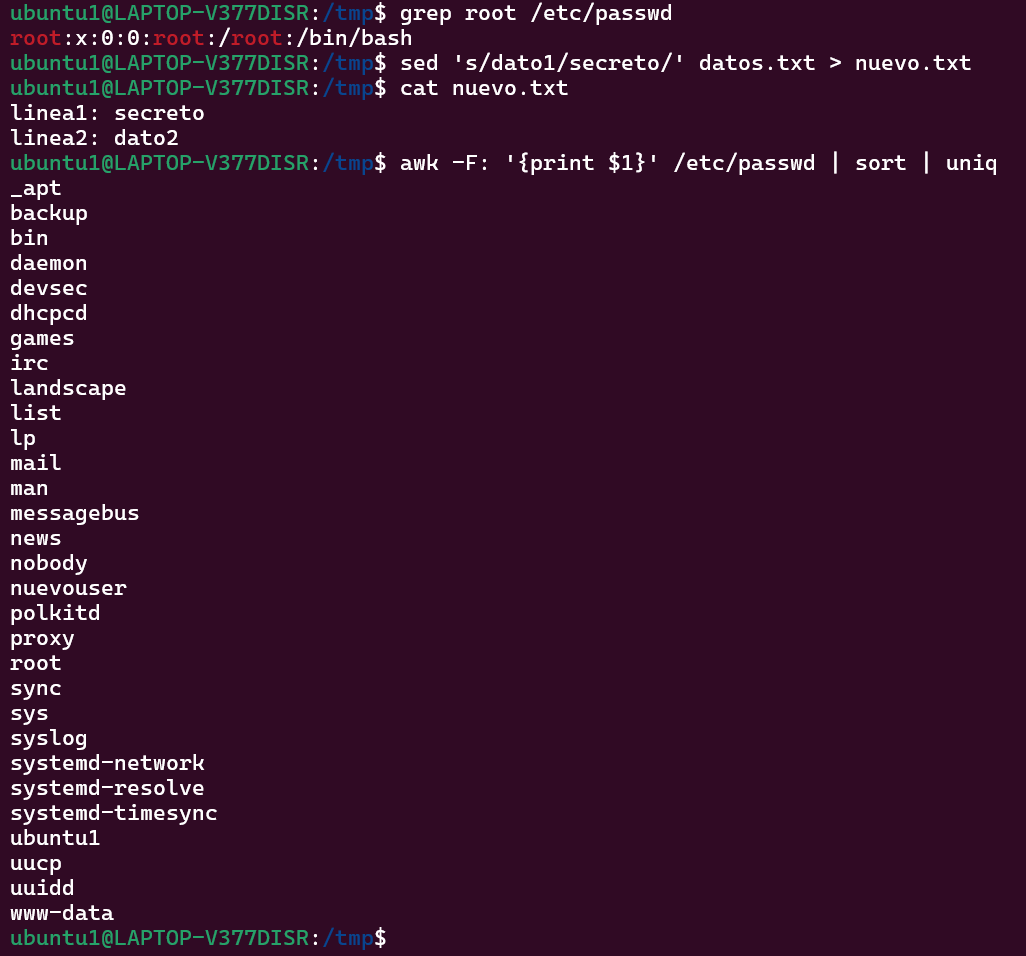 ubuntu1@LAPTOP-V377DISR:/tmp$ grep root /etc/passwd
root:x:0:0:root:/root:/bin/bash
ubuntu1@LAPTOP-V377DISR:/tmp$ sed 's/dato1/secreto/' datos.txt > nuevo.txt
ubuntu1@LAPTOP-V377DISR:/tmp$ cat nuevo.txt
linea1: secreto
linea2: dato2
ubuntu1@LAPTOP-V377DISR:/tmp$ awk -F: '{print $1}' /etc/passwd | sort | uniq
_apt
backup
bin
daemon
devsec
dhcpcd
games
irc
landscape
list
lp
mail
man
messagebus
news
nobody
nuevouser
polkitd
proxy
root
sync
sys
syslog
systemd-network
systemd-resolve
systemd-timesync
ubuntu1
uucp
uuidd
www-data
ubuntu1@LAPTOP-V377DISR:/tmp$